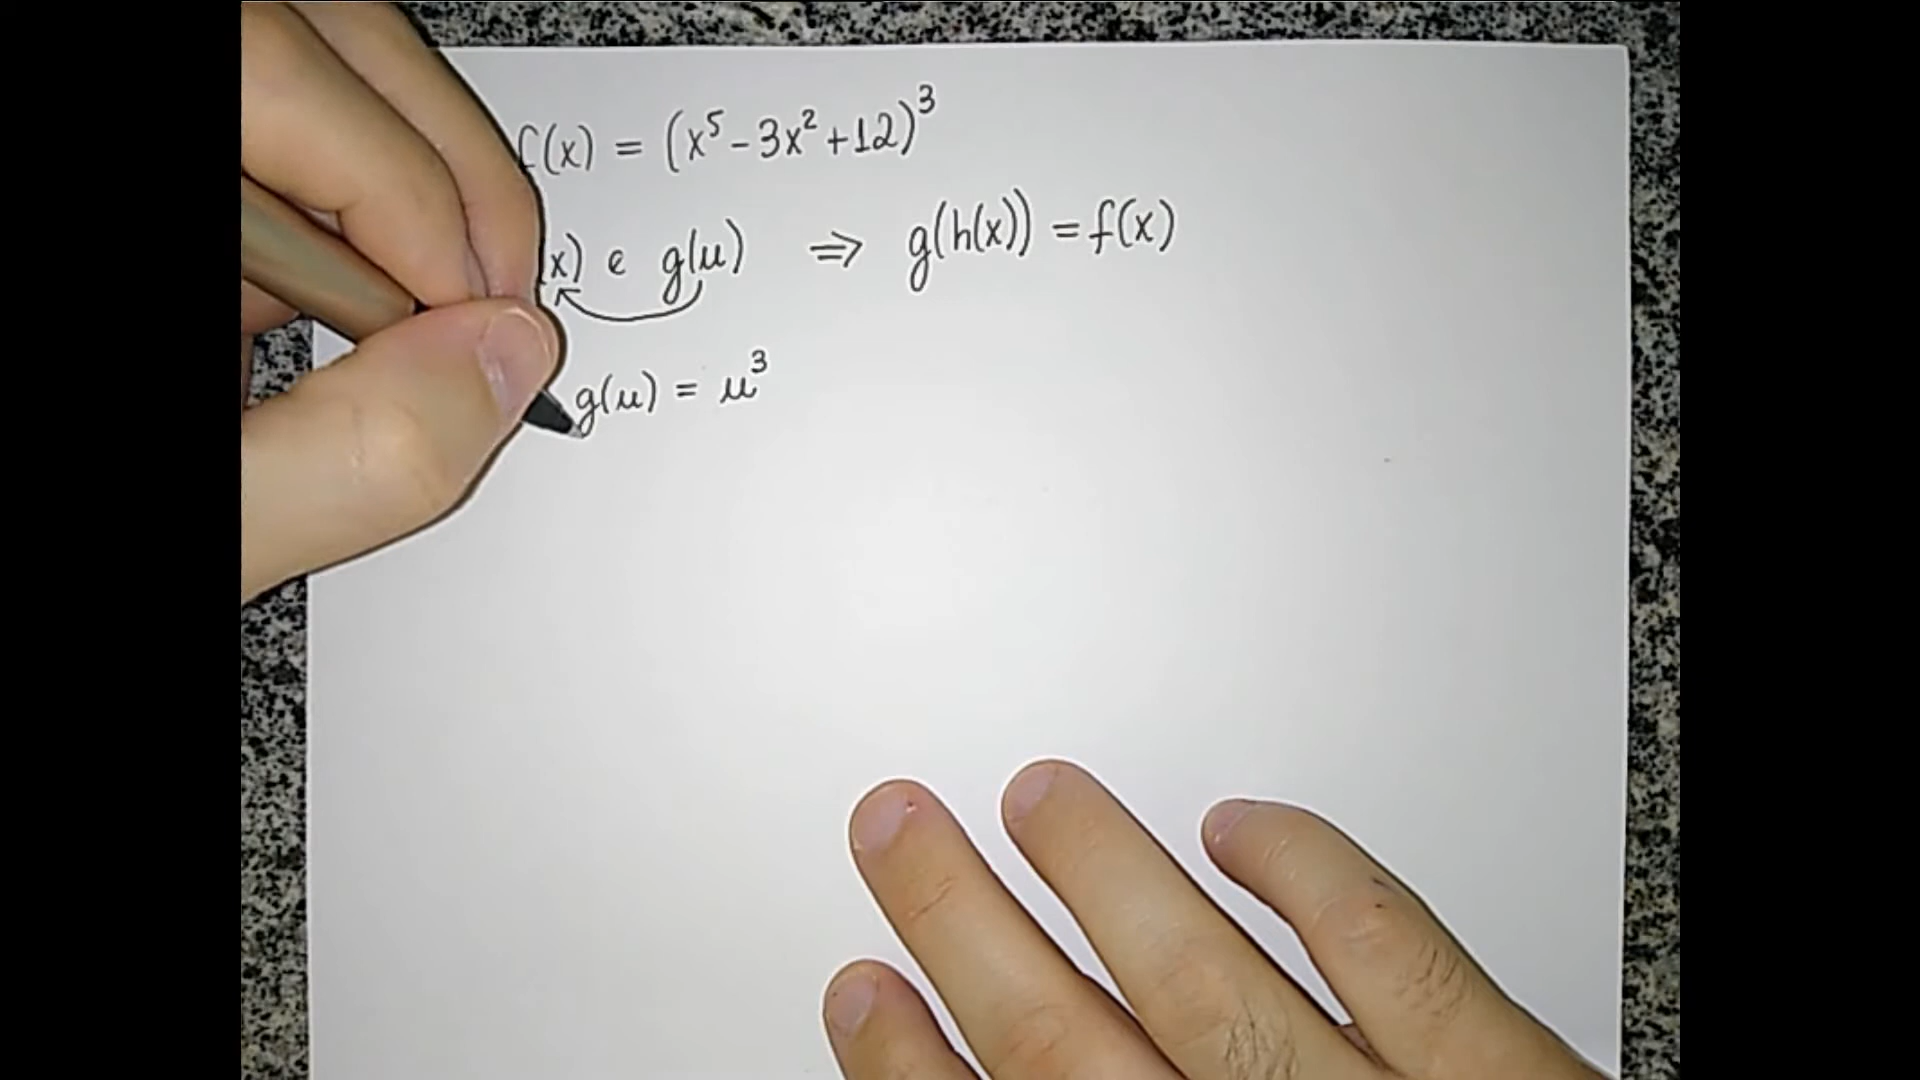 f(x) = (x⁵ - 3x² + 12)³
(x) e g(u) ⇒ g(h(x)) = f(x)
g(u) = u³